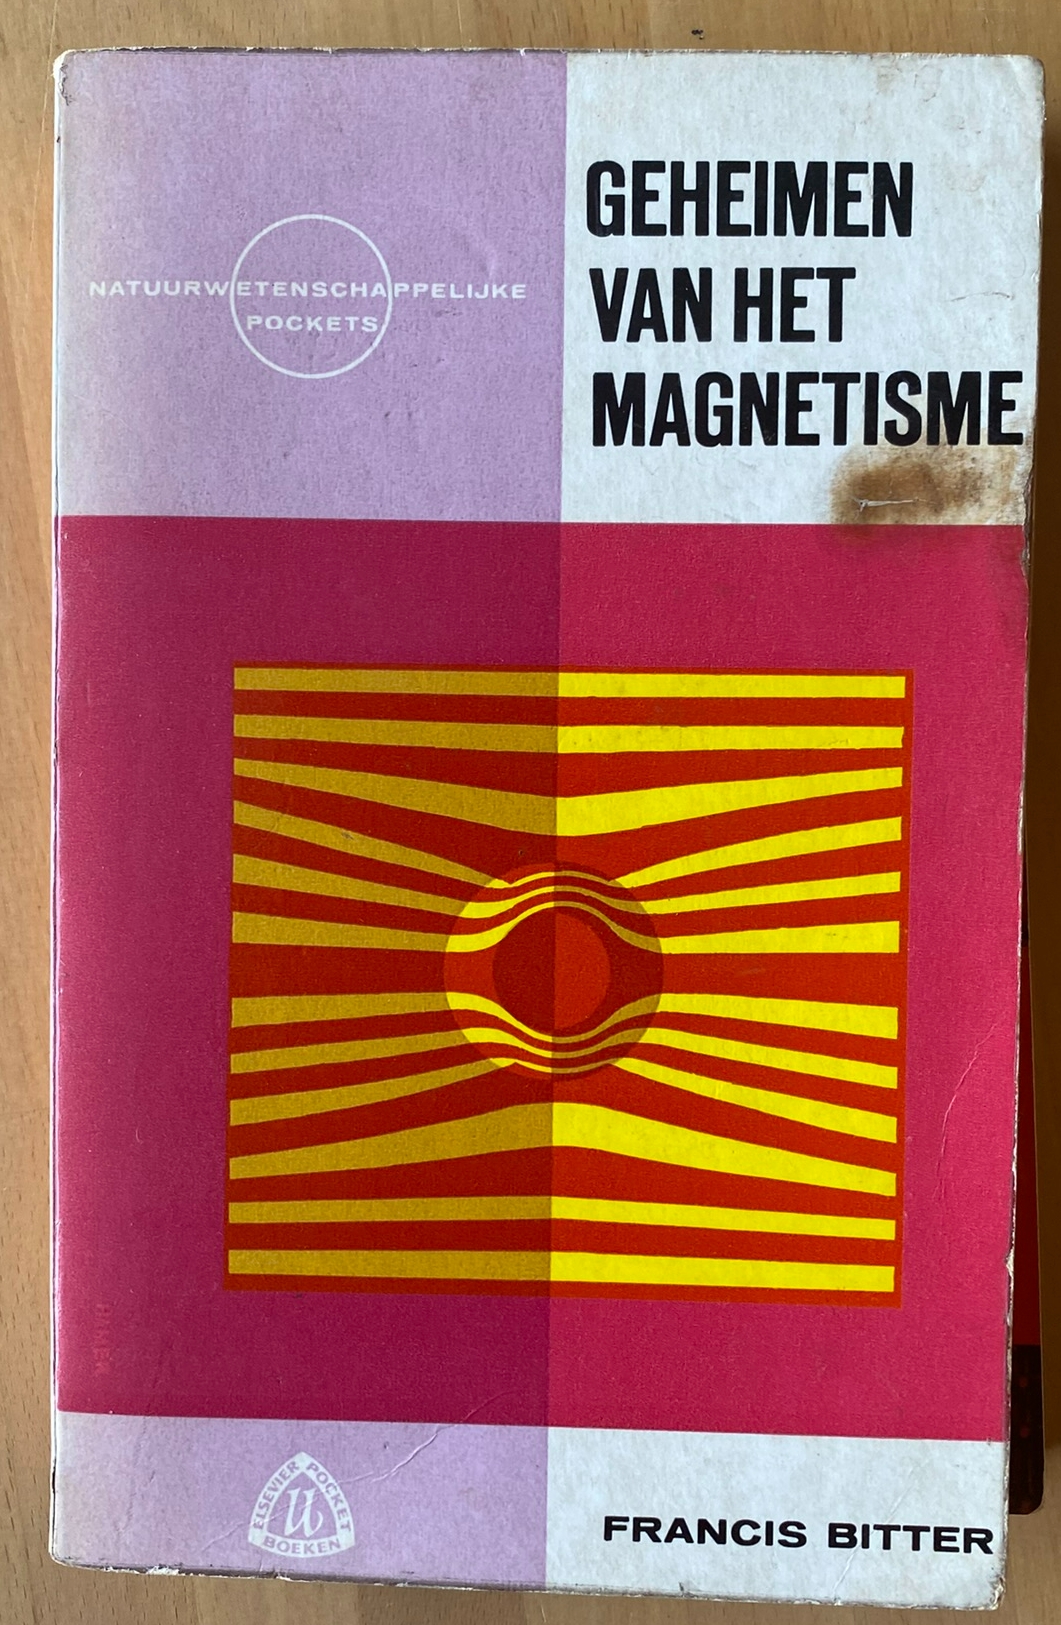 GEHEIMEN
VAN HET
MAGNETISME
NATUURWETENSCHAPPELIJKE
POCKETS
ELSEVIER POCKET
BOEKEN
FRANCIS BITTER